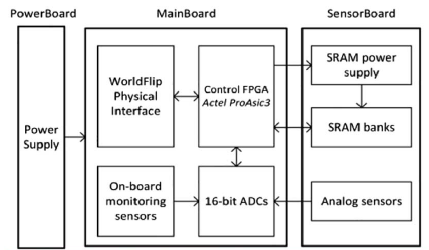 PowerBoard
MainBoard
SensorBoard
Power
Supply
WorldFlip
Physical
Interface
Control FPGA
Actel ProAsic3
SRAM power
supply
SRAM banks
On-board
monitoring
sensors
16-bit ADCs
Analog sensors